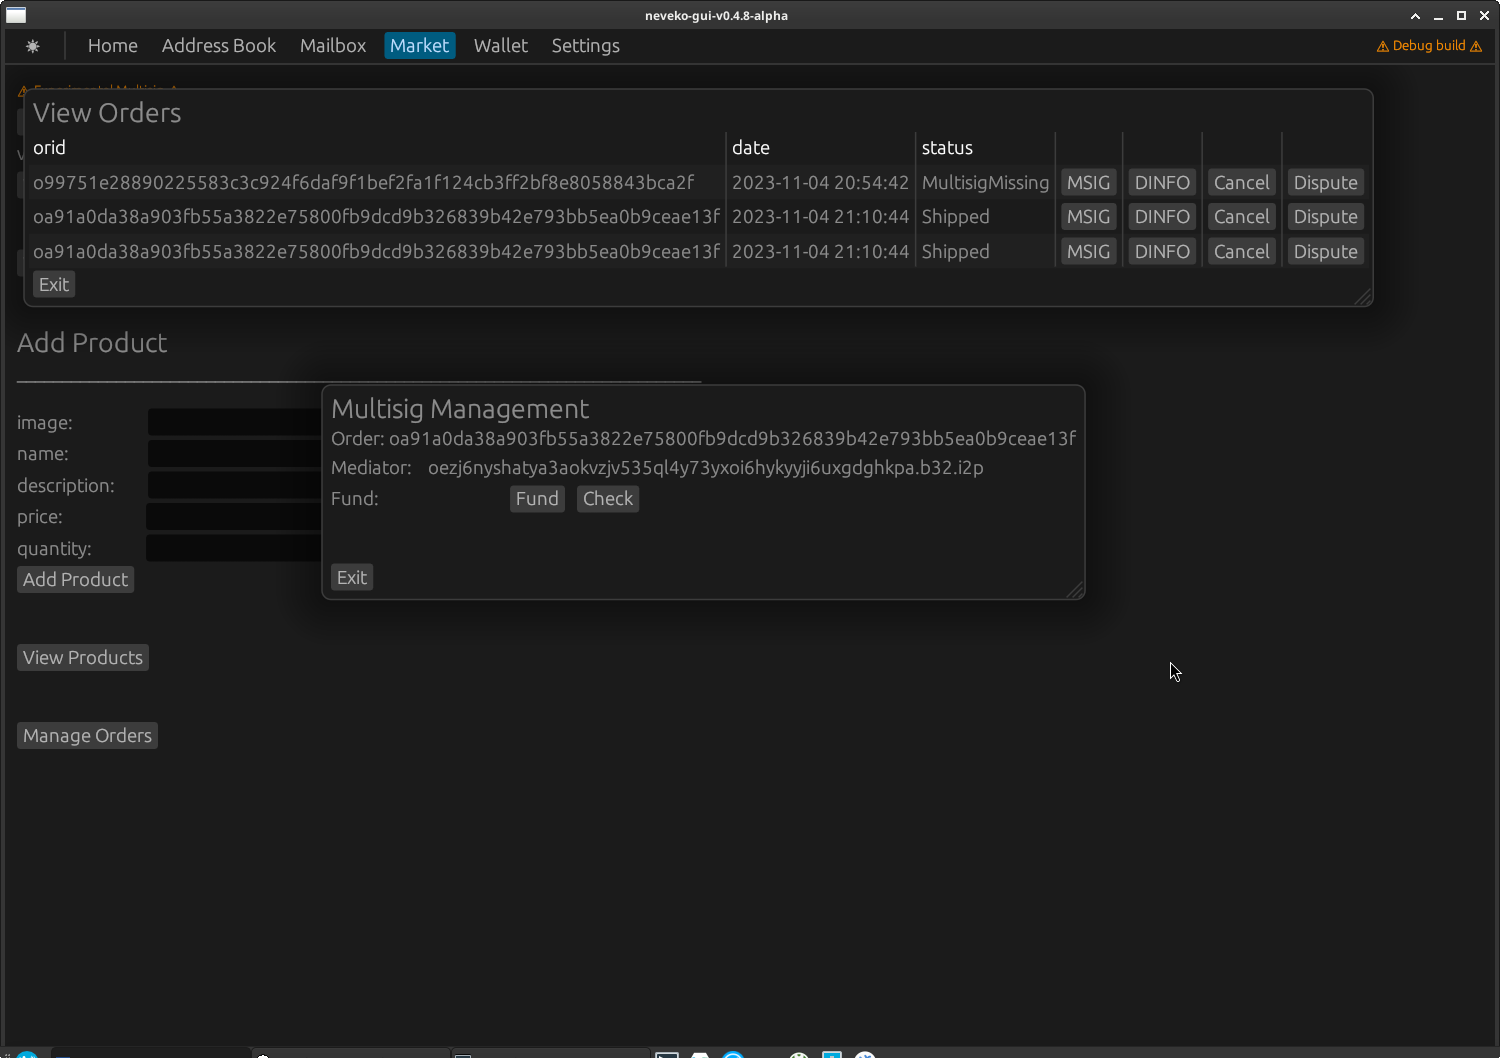 neveko-gui-v0.4.8-alpha
Home Address Book Mailbox Market Wallet Settings ⚠ Debug build ⚠
View Orders
orid date status
o99751e28890225583c3c924f6daf9f1bef2fa1f124cb3ff2bf8e8058843bca2f 2023-11-04 20:54:42 MultisigMissing MSIG DINFO Cancel Dispute
oa91a0da38a903fb55a3822e75800fb9dcd9b326839b42e793bb5ea0b9ceae13f 2023-11-04 21:10:44 Shipped MSIG DINFO Cancel Dispute
oa91a0da38a903fb55a3822e75800fb9dcd9b326839b42e793bb5ea0b9ceae13f 2023-11-04 21:10:44 Shipped MSIG DINFO Cancel Dispute
Exit
Add Product
image:
name:
description:
price:
quantity:
Add Product
View Products
Manage Orders
Multisig Management
Order: oa91a0da38a903fb55a3822e75800fb9dcd9b326839b42e793bb5ea0b9ceae13f
Mediator: oezj6nyshatya3aokvzjv535ql4y73yxoi6hykyyji6uxgdghkpa.b32.i2p
Fund: Fund Check
Exit